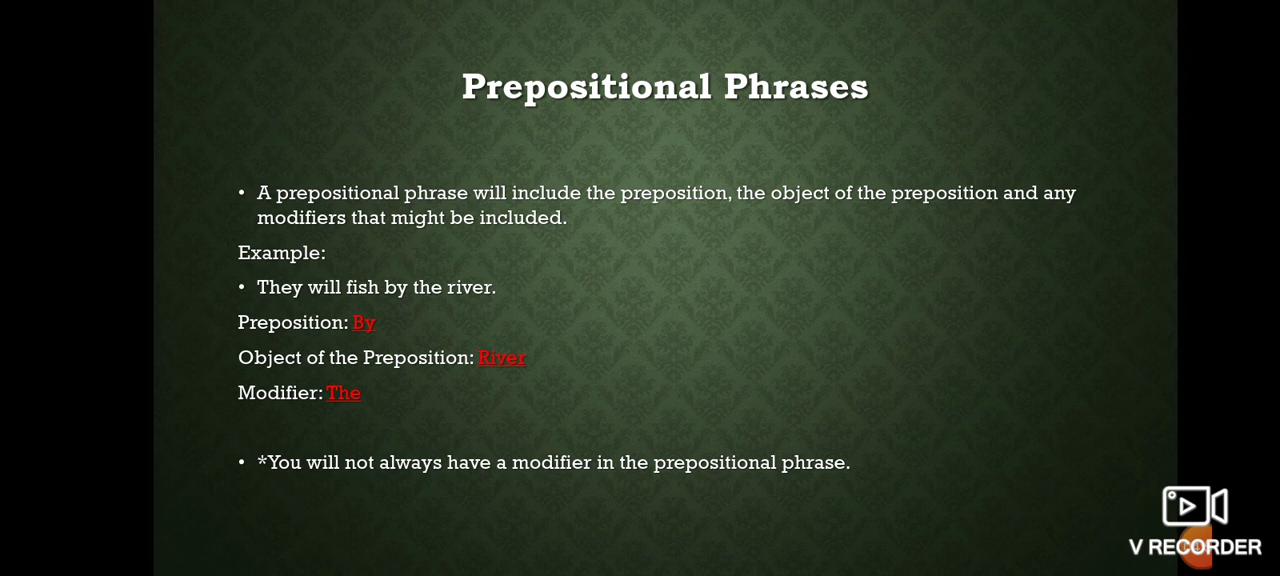 Prepositional Phrases
• A prepositional phrase will include the preposition, the object of the preposition and any
modifiers that might be included.
Example:
• They will fish by the river.
Preposition: By
Object of the Preposition: River
Modifier: The
• *You will not always have a modifier in the prepositional phrase.
V RECORDER